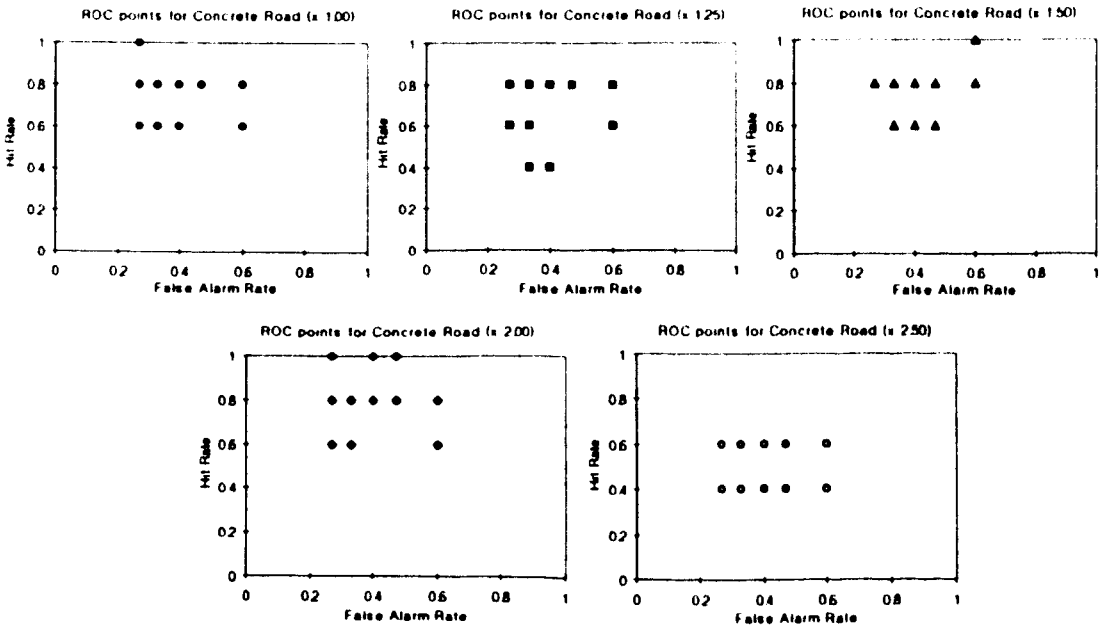 ROC points for Concrete Road (x 1.00)
1
0.8
0.6
0.4
0.2
0
Hit Rate
0 0.2 0.4 0.6 0.8 1
False Alarm Rate
ROC points for Concrete Road (x 1.25)
1
0.8
0.6
0.4
0.2
0
Hit Rate
0 0.2 0.4 0.6 0.8 1
False Alarm Rate
ROC points for Concrete Road (x 1.50)
1
0.8
0.6
0.4
0.2
0
Hit Rate
0 0.2 0.4 0.6 0.8 1
False Alarm Rate
ROC points for Concrete Road (x 2.00)
1
0.8
0.6
0.4
0.2
0
Hit Rate
0 0.2 0.4 0.6 0.8 1
False Alarm Rate
ROC points for Concrete Road (x 2.50)
1
0.8
0.6
0.4
0.2
0
Hit Rate
0 0.2 0.4 0.6 0.8 1
False Alarm Rate